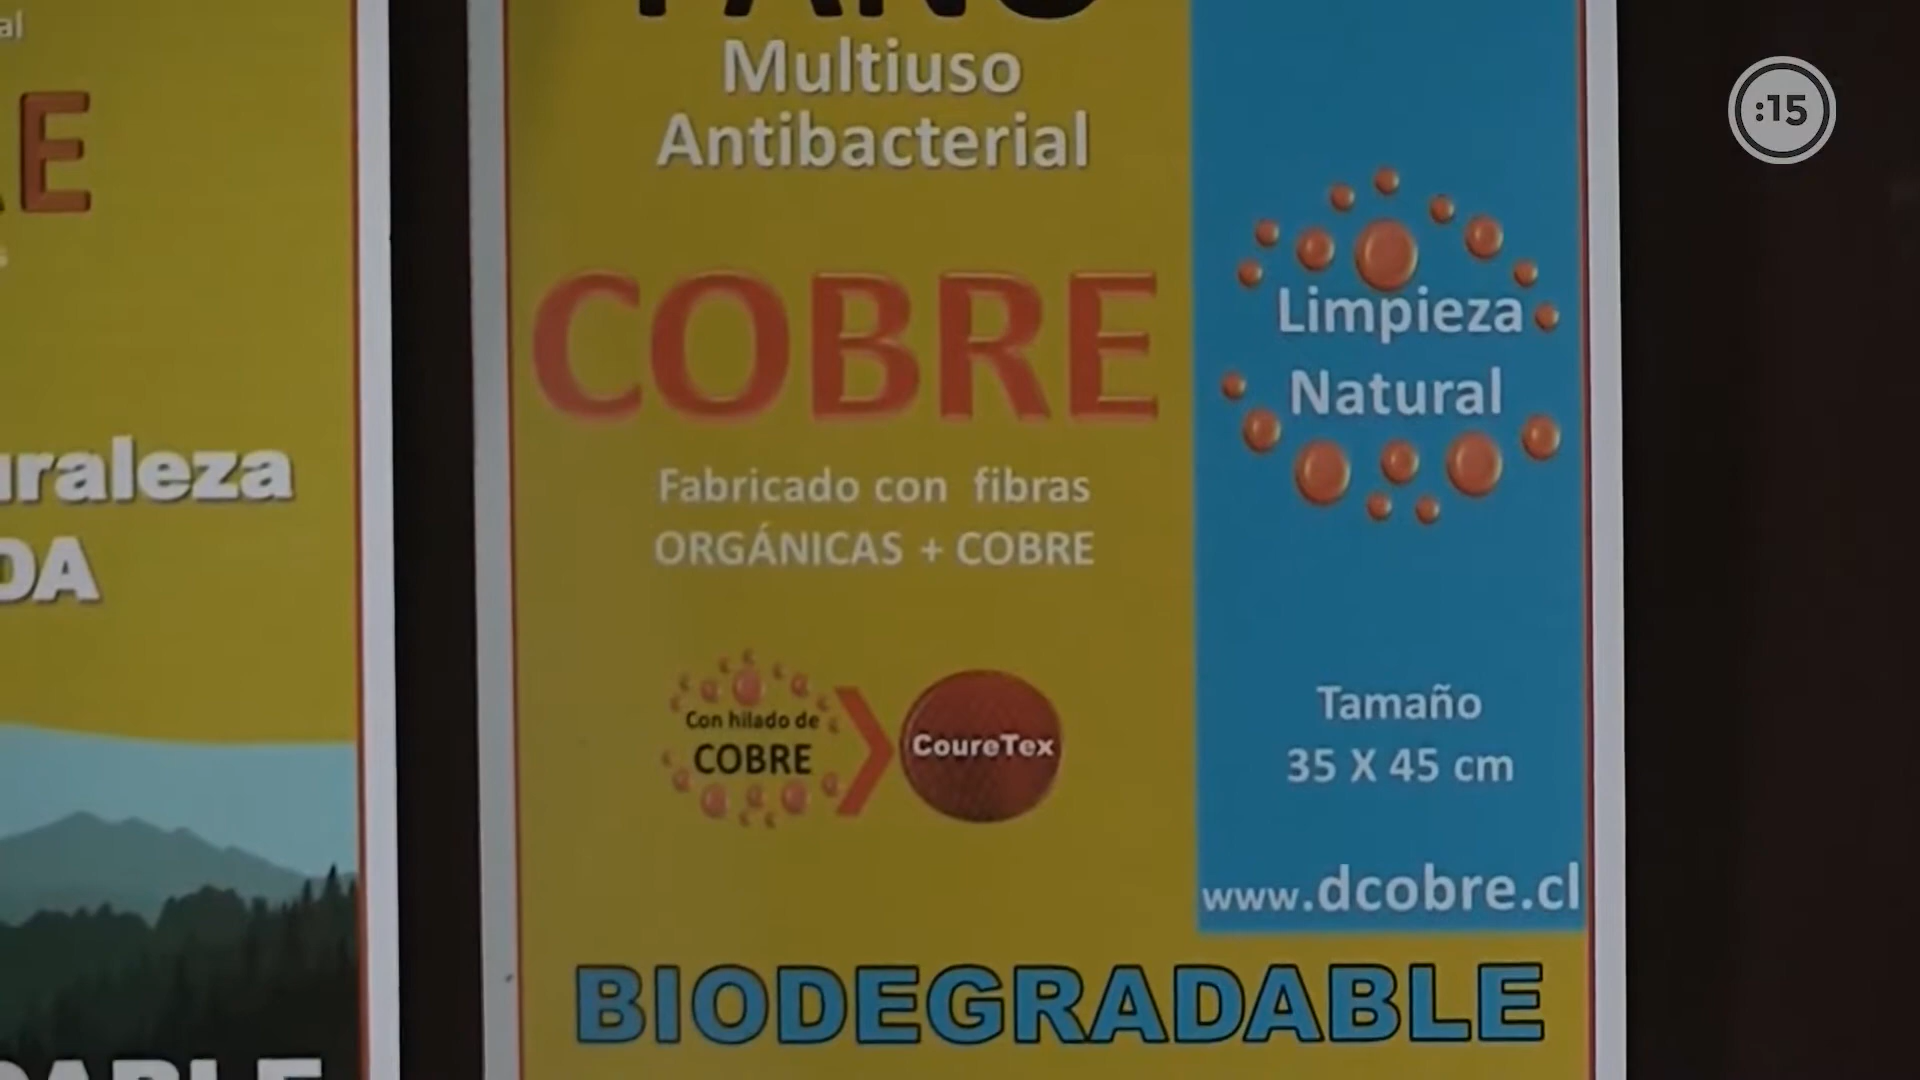 :15
Multiuso
Antibacterial
COBRE
Fabricado con fibras
ORGÁNICAS + COBRE
Con hilado de
COBRE
CoureTex
Limpieza
Natural
Tamaño
35 X 45 cm
www.dcobre.cl
BIODEGRADABLE